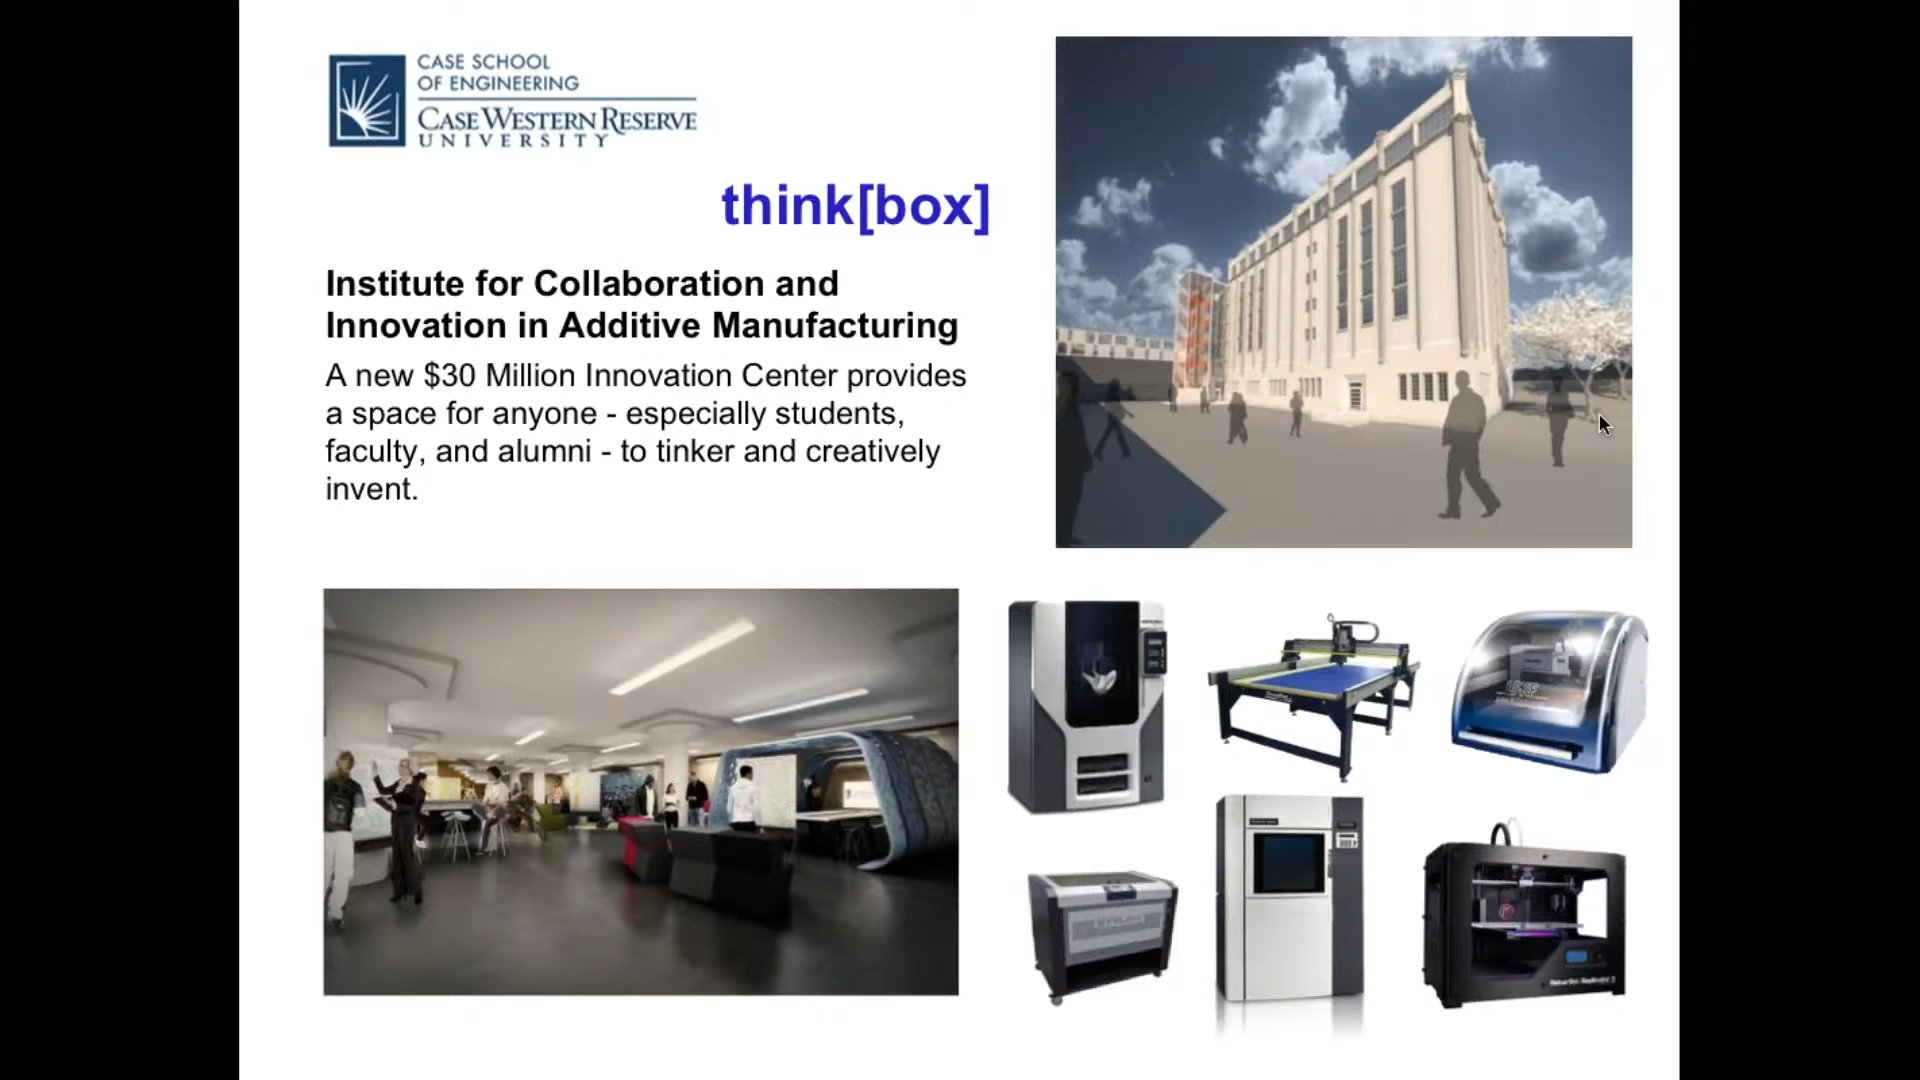 CASE SCHOOL
OF ENGINEERING
CASE WESTERN RESERVE
UNIVERSITY
think[box]
Institute for Collaboration and
Innovation in Additive Manufacturing
A new $30 Million Innovation Center provides
a space for anyone - especially students,
faculty, and alumni - to tinker and creatively
invent.
LPKF